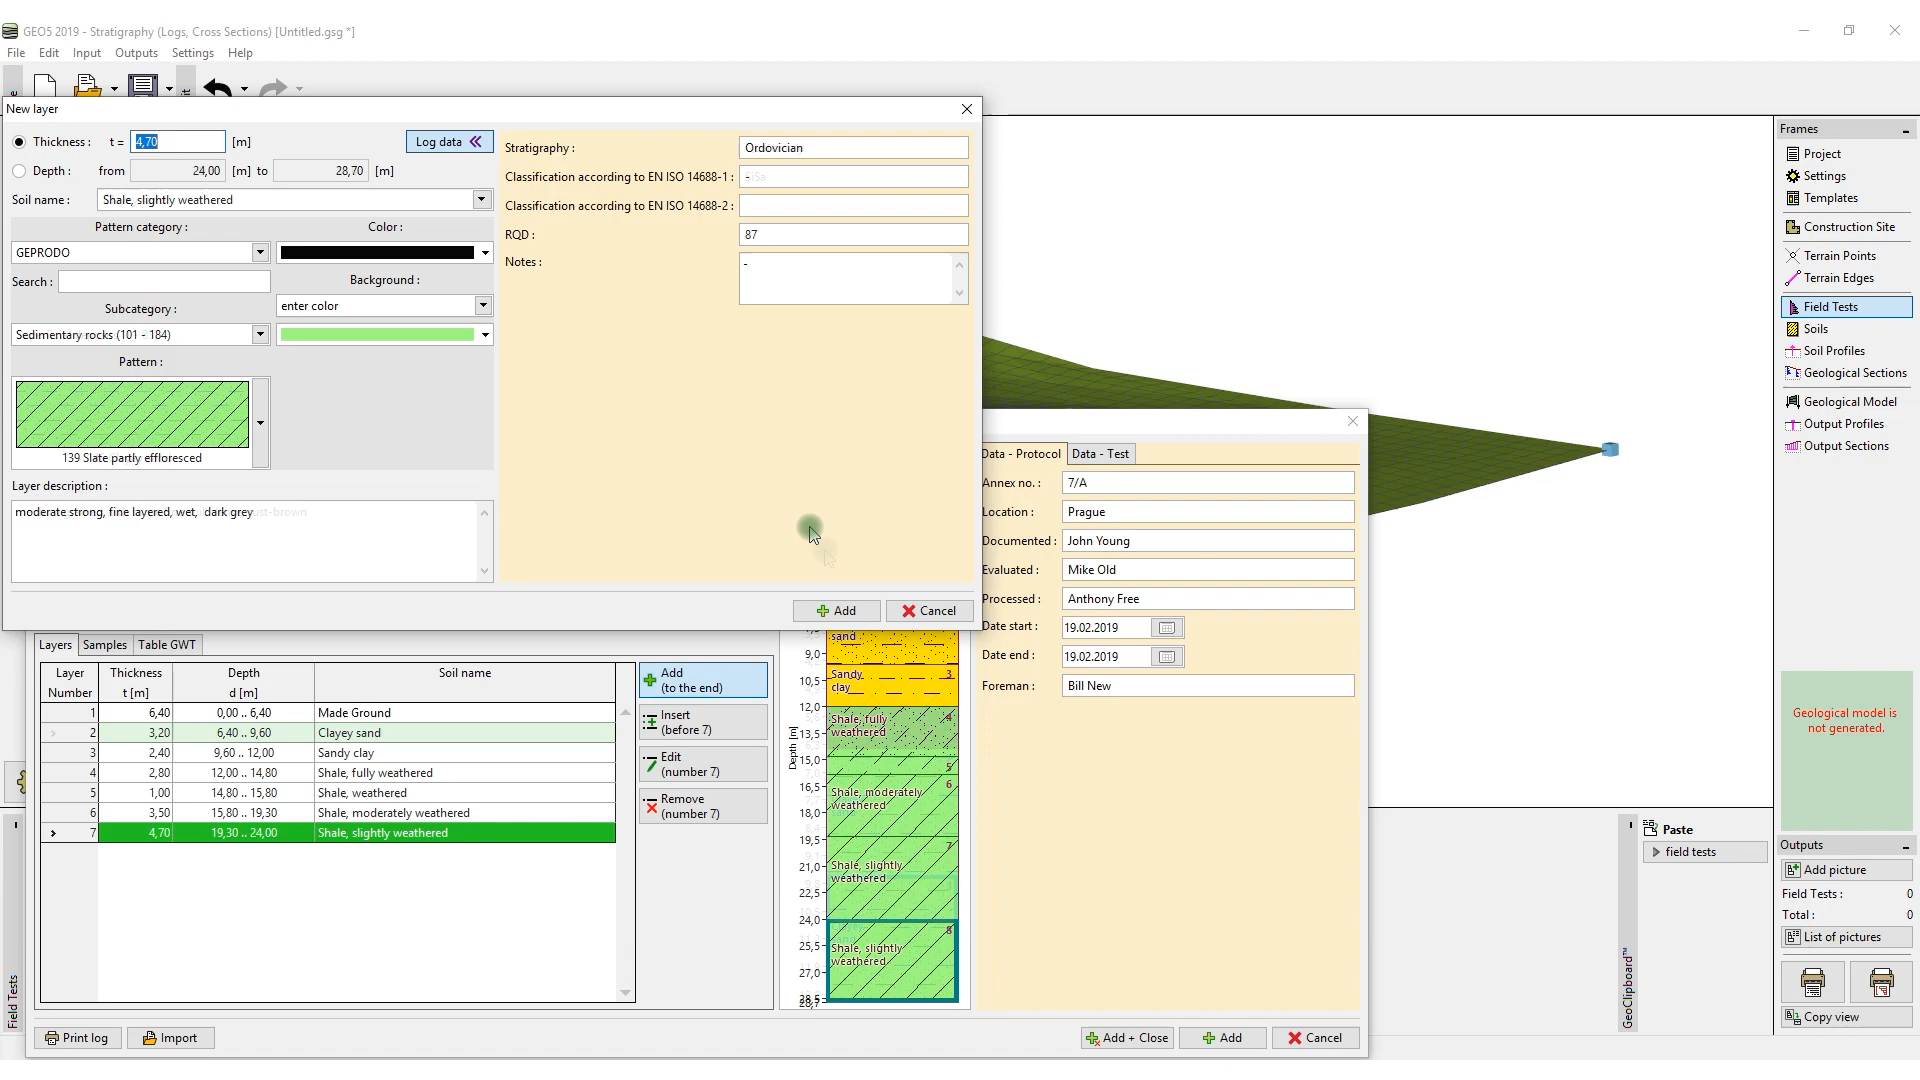 GEO5 2019 - Stratigraphy (Logs, Cross Sections) [Untitled.gsg *]
File Edit Input Outputs Settings Help
New layer
Thickness : t = 4,70 [m] Log data
Depth : from 24,00 [m] to 28,70 [m]
Soil name : Shale, slightly weathered
Pattern category : Color :
GEPRODO
Search : Background :
Subcategory : enter color
Sedimentary rocks (101 - 184)
Pattern :
139 Slate partly effloresced
Layer description :
moderate strong, fine layered, wet, dark grey
Stratigraphy : Ordovician
Classification according to EN ISO 14688-1 : -
Classification according to EN ISO 14688-2 :
RQD : 87
Notes : -
Add Cancel
Data - Protocol Data - Test
Annex no. : 7/A
Location : Prague
Documented : John Young
Evaluated : Mike Old
Processed : Anthony Free
Date start : 19.02.2019
Date end : 19.02.2019
Foreman : Bill New
Layers Samples Table GWT
Layer Number Thickness t [m] Depth d [m] Soil name
1 6,40 0,00 .. 6,40 Made Ground
2 3,20 6,40 .. 9,60 Clayey sand
3 2,40 9,60 .. 12,00 Sandy clay
4 2,80 12,00 .. 14,80 Shale, fully weathered
5 1,00 14,80 .. 15,80 Shale, weathered
6 3,50 15,80 .. 19,30 Shale, moderately weathered
7 4,70 19,30 .. 24,00 Shale, slightly weathered
Add
(to the end)
Insert
(before 7)
Edit
(number 7)
Remove
(number 7)
Depth [m]
sand
9,0
10,5 Sandy clay 3
12,0
Shale, fully weathered 4
13,5
15,0
5
16,5 6
Shale, moderately weathered
18,0
19,5
7
21,0 Shale, slightly weathered
22,5
24,0
8
25,5 Shale, slightly weathered
27,0
Print log Import
Add + Close Add Cancel
Field Tests
Frames
Project
Settings
Templates
Construction Site
Terrain Points
Terrain Edges
Field Tests
Soils
Soil Profiles
Geological Sections
Geological Model
Output Profiles
Output Sections
Geological model is
not generated.
GeoClipboard™
Paste
field tests
Outputs
Add picture
Field Tests : 0
Total : 0
List of pictures
Copy view